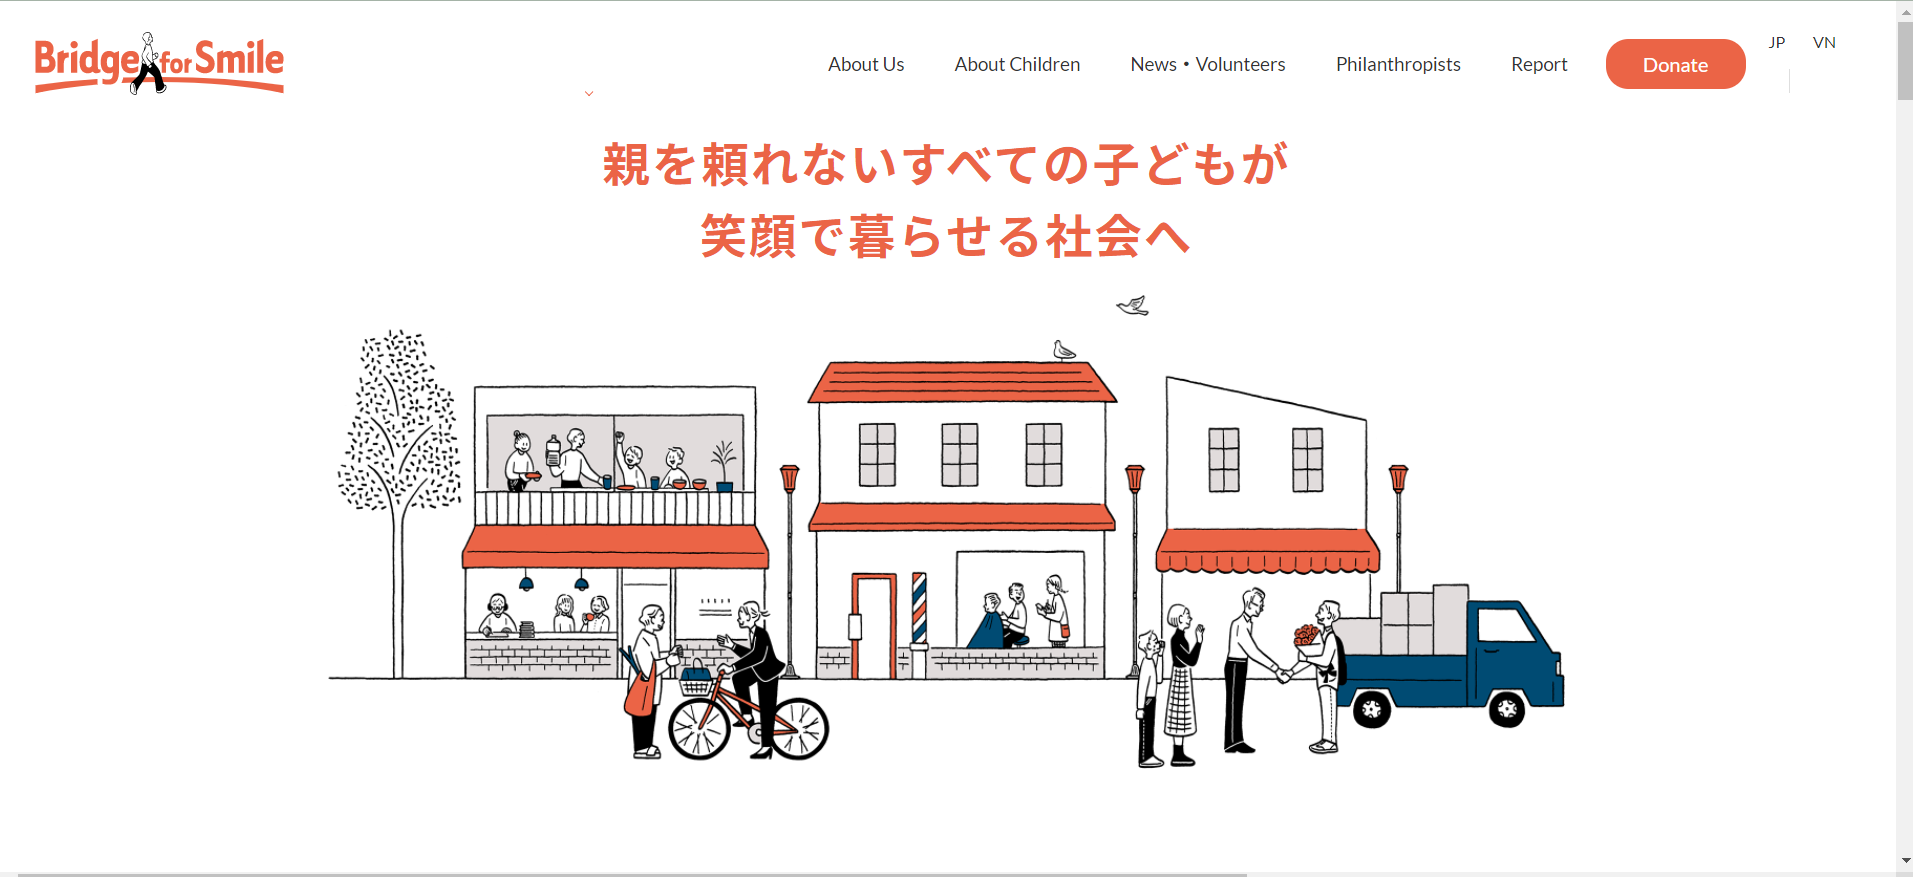 Bridge for Smile
About Us
About Children
News・Volunteers
Philanthropists
Report
Donate
JP
VN
親を頼れないすべての子どもが
笑顔で暮らせる社会へ